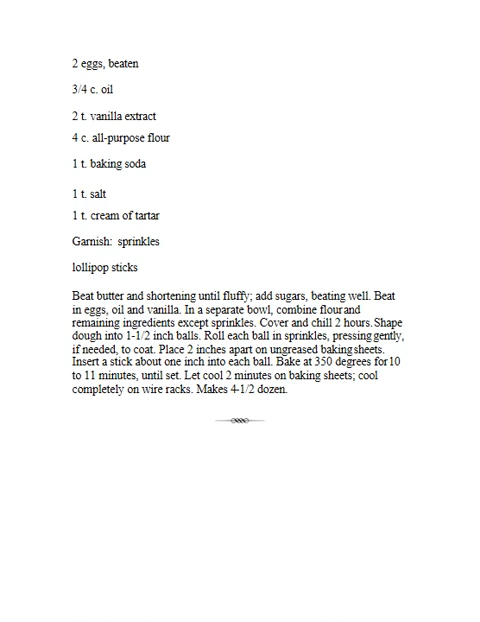 2 eggs, beaten
3/4 c. oil
2 t. vanilla extract
4 c. all-purpose flour
1 t. baking soda
1 t. salt
1 t. cream of tartar
Garnish: sprinkles
lollipop sticks
Beat butter and shortening until fluffy; add sugars, beating well. Beat
in eggs, oil and vanilla. In a separate bowl, combine flour and
remaining ingredients except sprinkles. Cover and chill 2 hours. Shape
dough into 1-1/2 inch balls. Roll each ball in sprinkles, pressing gently,
if needed, to coat. Place 2 inches apart on ungreased baking sheets.
Insert a stick about one inch into each ball. Bake at 350 degrees for 10
to 11 minutes, until set. Let cool 2 minutes on baking sheets; cool
completely on wire racks. Makes 4-1/2 dozen.